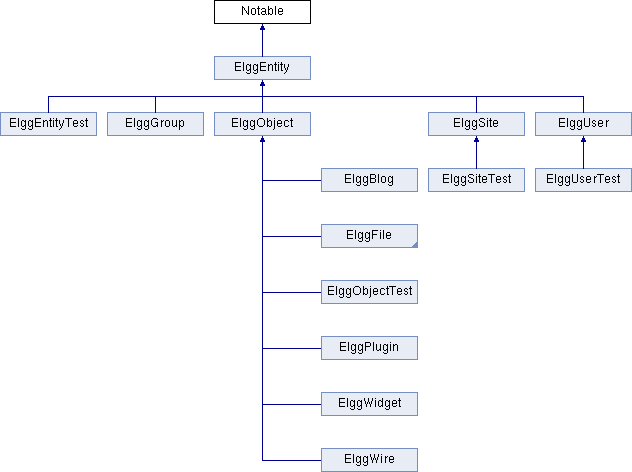 Notable
ElggEntity
ElggEntityTest
ElggGroup
ElggObject
ElggSite
ElggUser
ElggBlog
ElggSiteTest
ElggUserTest
ElggFile
ElggObjectTest
ElggPlugin
ElggWidget
ElggWire